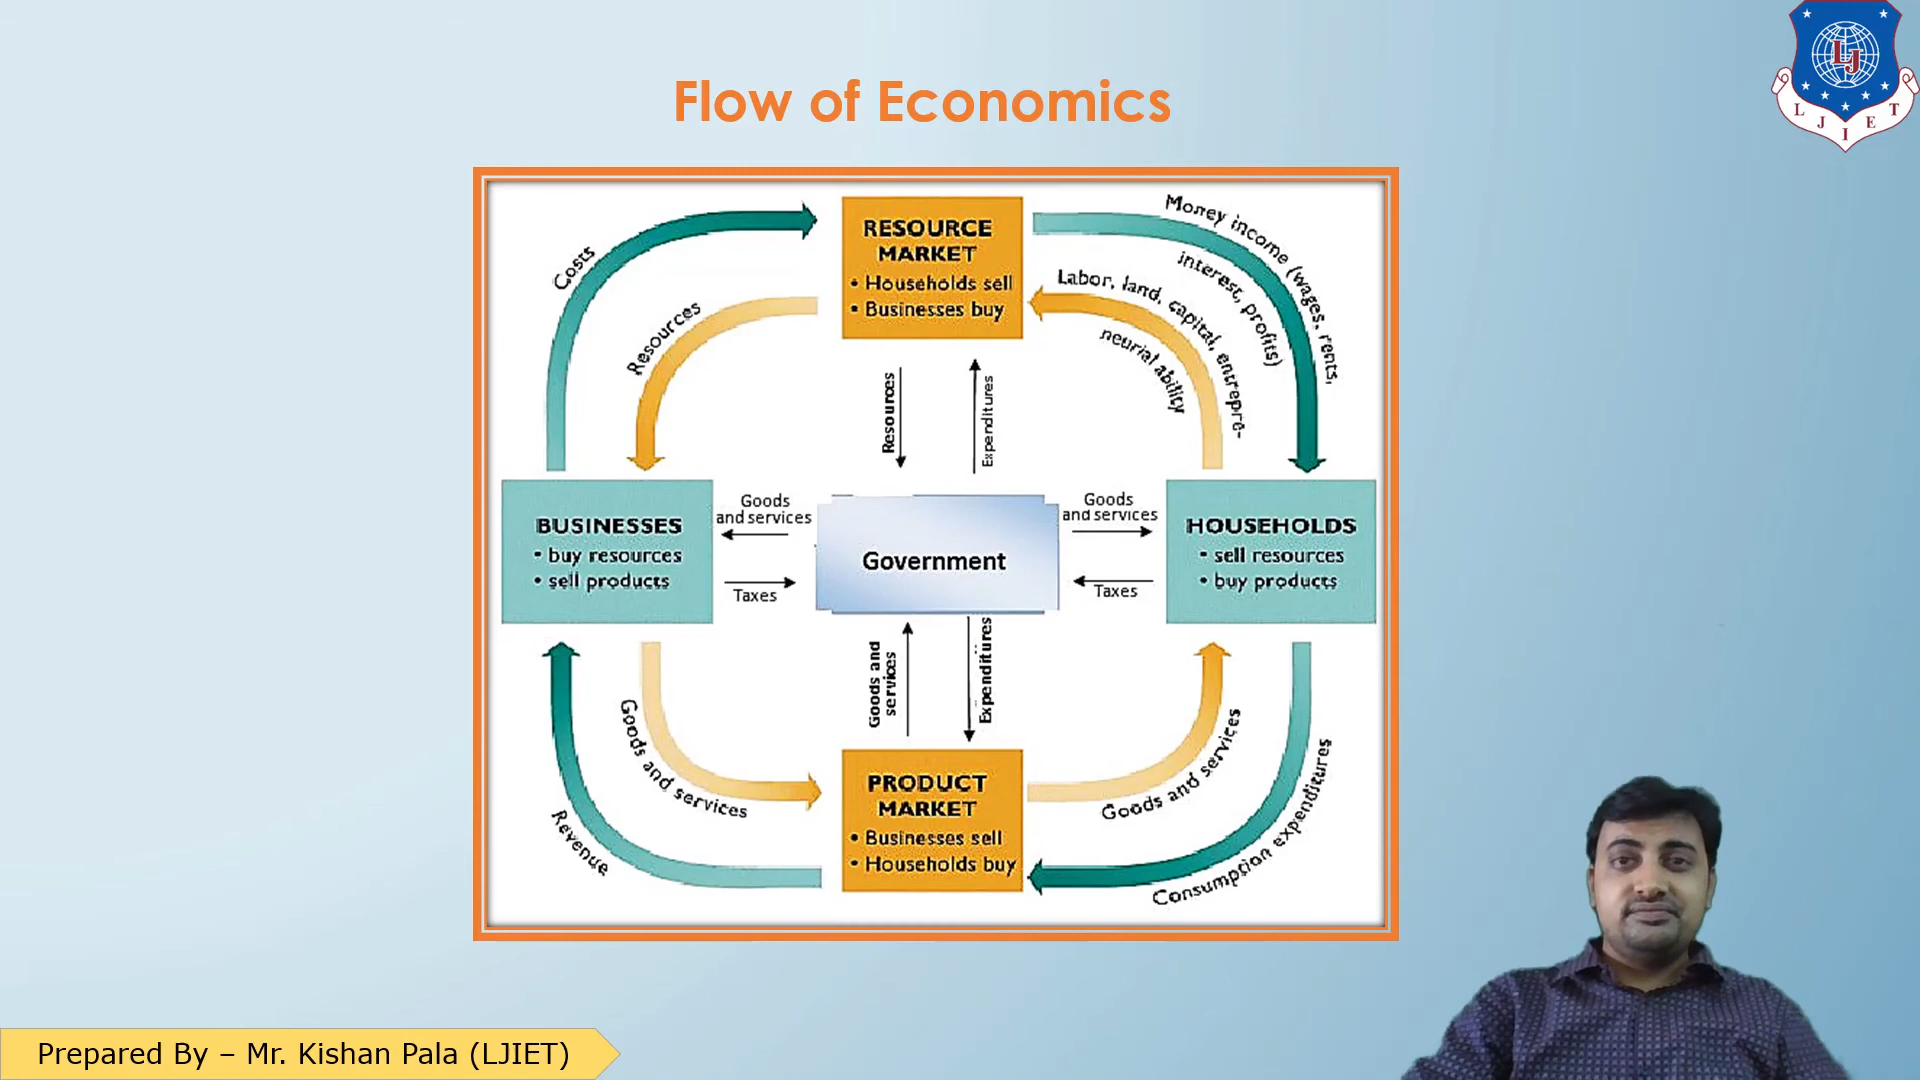 Flow of Economics
LJ
L J I E T
RESOURCE
MARKET
• Households sell
• Businesses buy
Costs
Resources
Money income (wages, rents,
interest, profits)
Labor, land, capital, entrepre-
neurial ability
Resources
Expenditures
BUSINESSES
• buy resources
• sell products
Goods
and services
Taxes
Government
Goods
and services
Taxes
HOUSEHOLDS
• sell resources
• buy products
Goods and
services
Expenditures
Goods and services
Revenue
PRODUCT
MARKET
• Businesses sell
• Households buy
Goods and services
Consumption expenditures
Prepared By – Mr. Kishan Pala (LJIET)